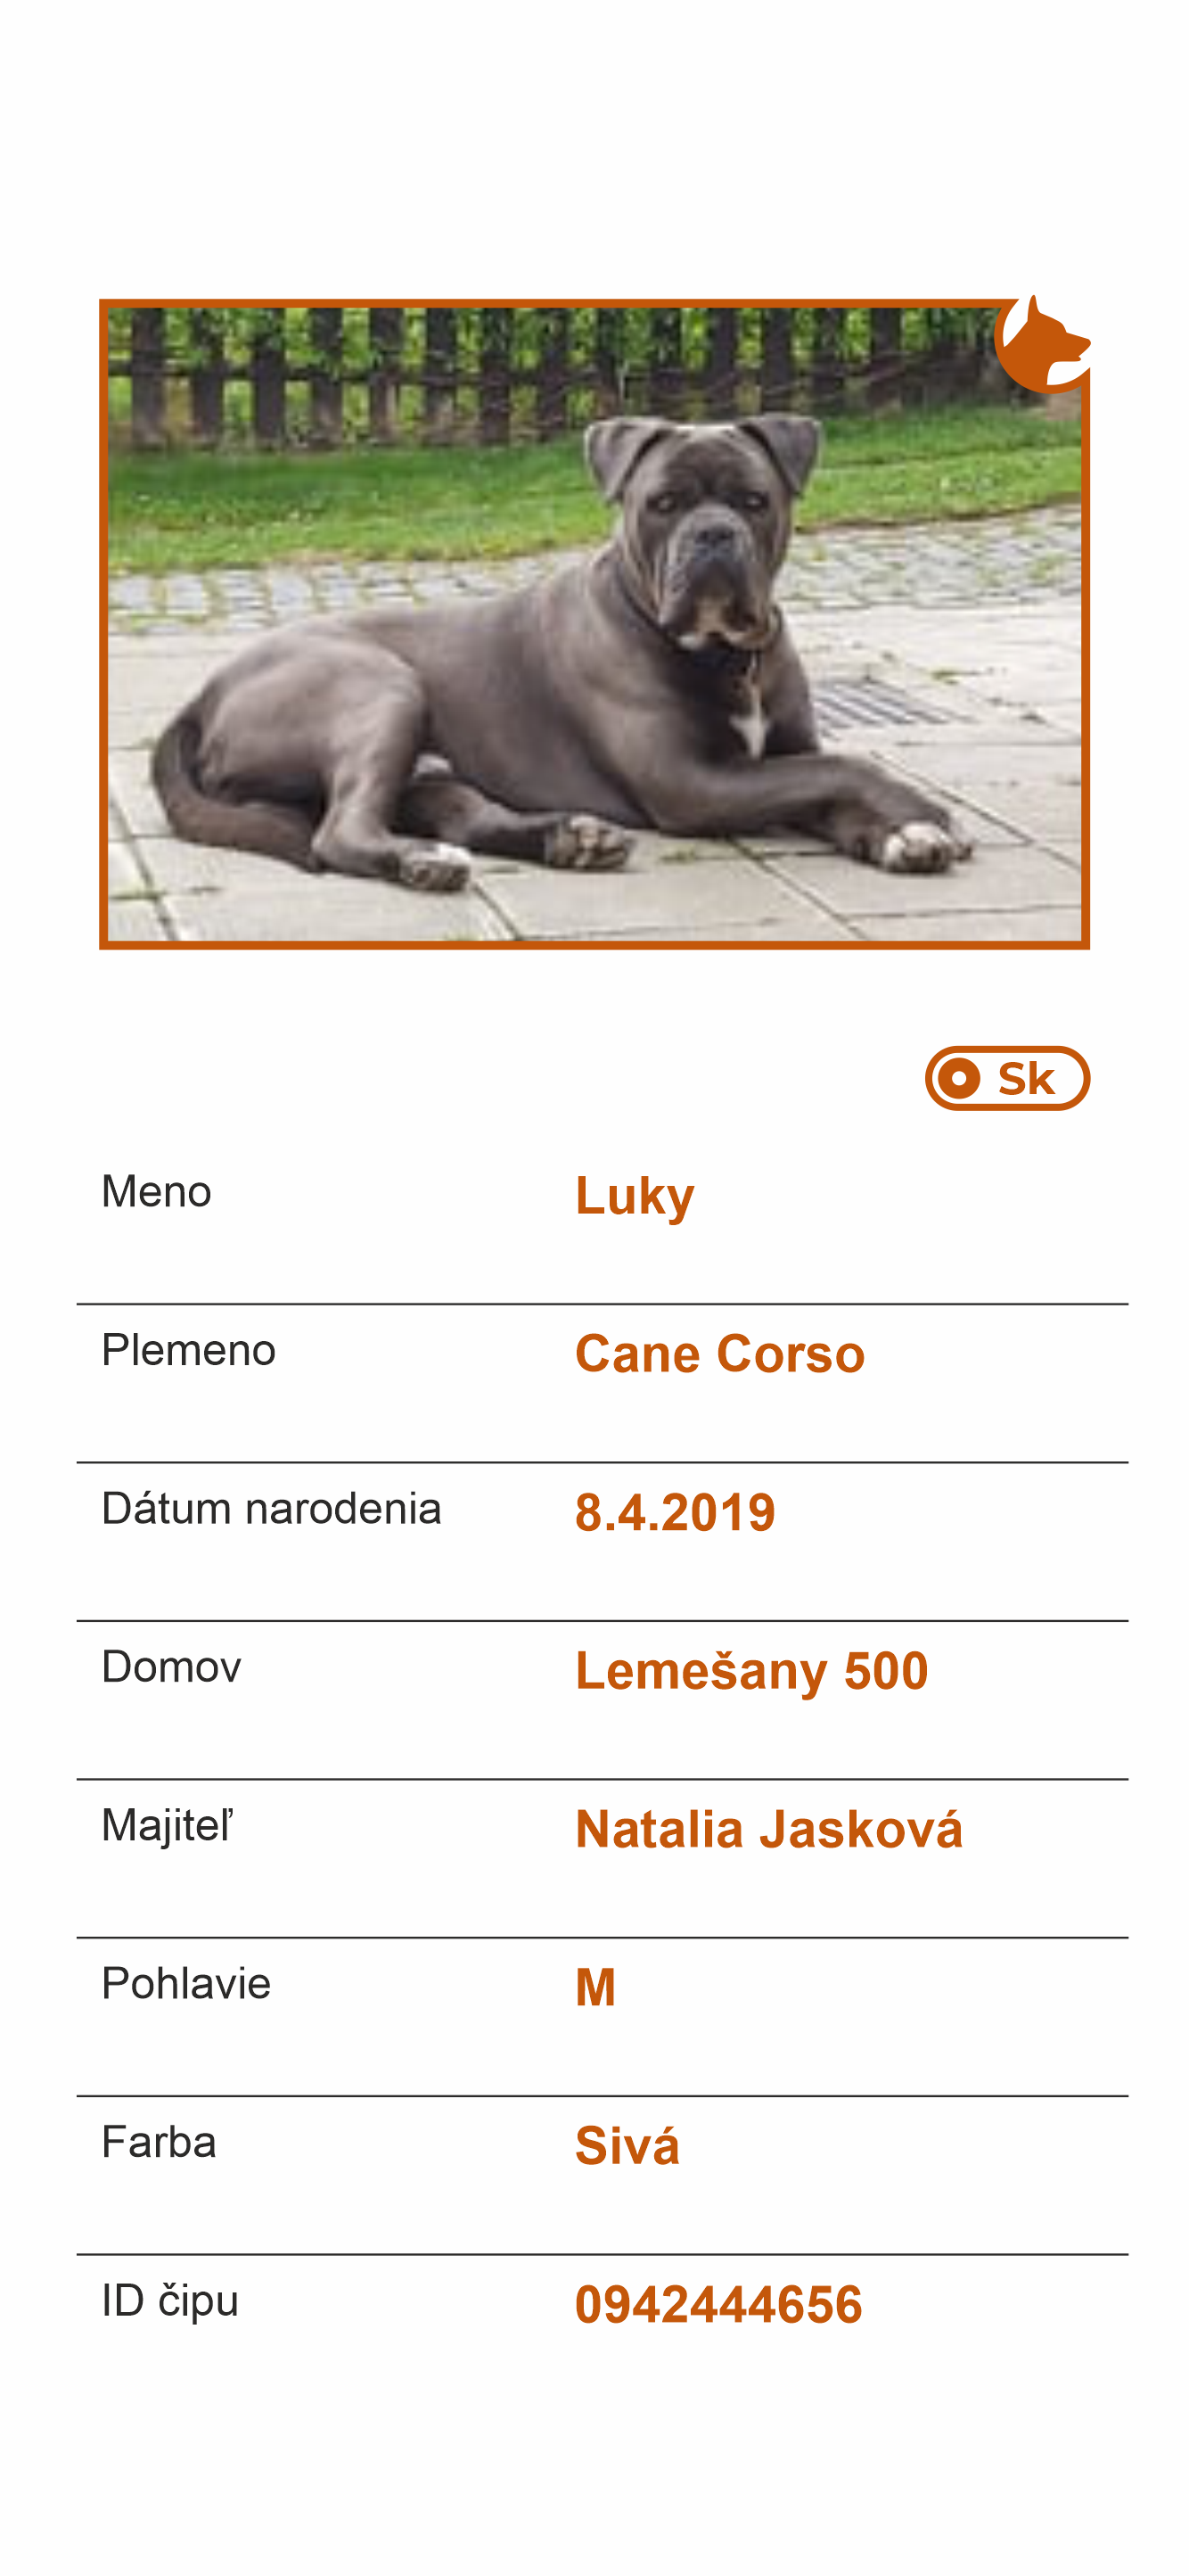 Sk
Meno Luky
Plemeno Cane Corso
Dátum narodenia 8.4.2019
Domov Lemešany 500
Majiteľ Natalia Jasková
Pohlavie M
Farba Sivá
ID čipu 0942444656